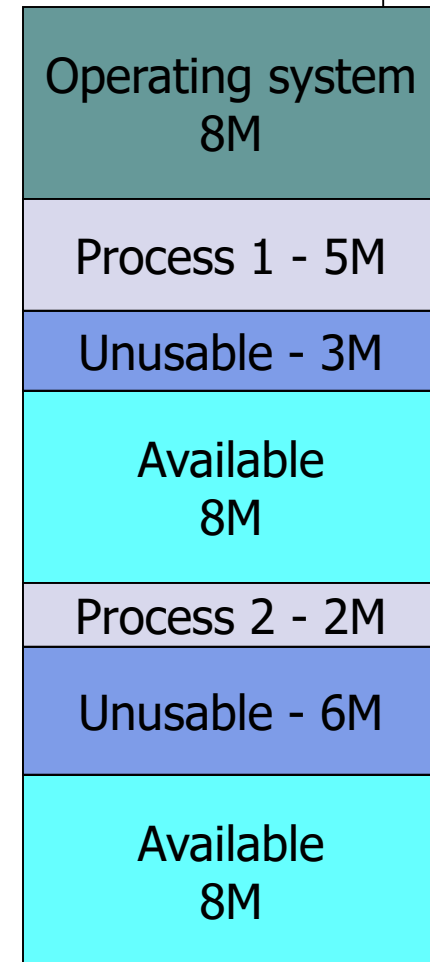 Operating system
8M
Process 1 - 5M
Unusable - 3M
Available
8M
Process 2 - 2M
Unusable - 6M
Available
8M